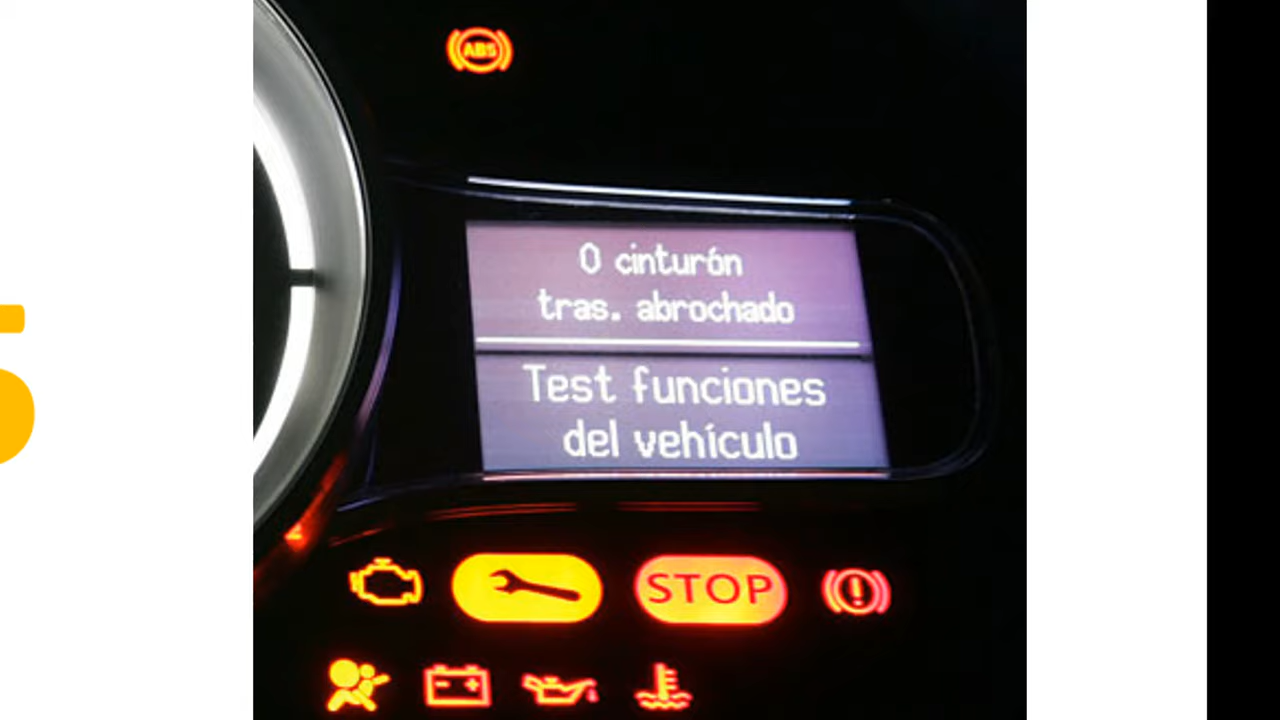 ABS
0 cinturón
tras. abrochado
Test funciones
del vehículo
STOP